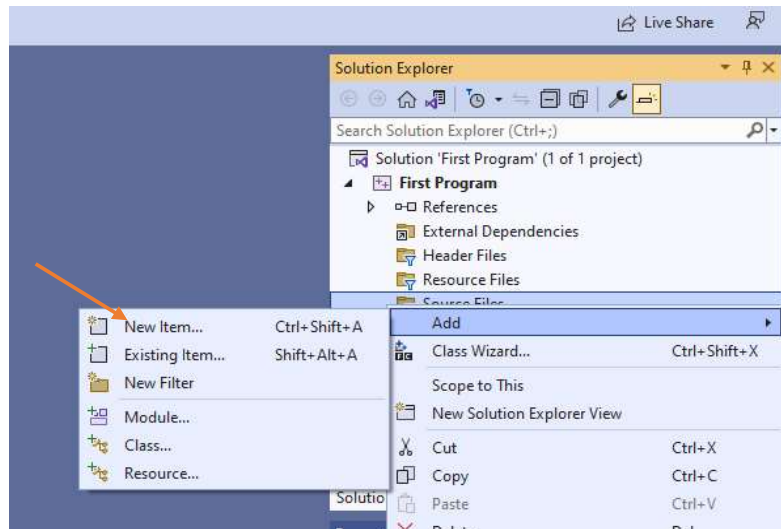 Live Share
Solution Explorer
Search Solution Explorer (Ctrl+;)
Solution 'First Program' (1 of 1 project)
First Program
References
External Dependencies
Header Files
Resource Files
Source Files
New Item... Ctrl+Shift+A
Existing Item... Shift+Alt+A
New Filter
Module...
Class...
Resource...
Add
Class Wizard... Ctrl+Shift+X
Scope to This
New Solution Explorer View
Cut Ctrl+X
Copy Ctrl+C
Solutio
Paste Ctrl+V